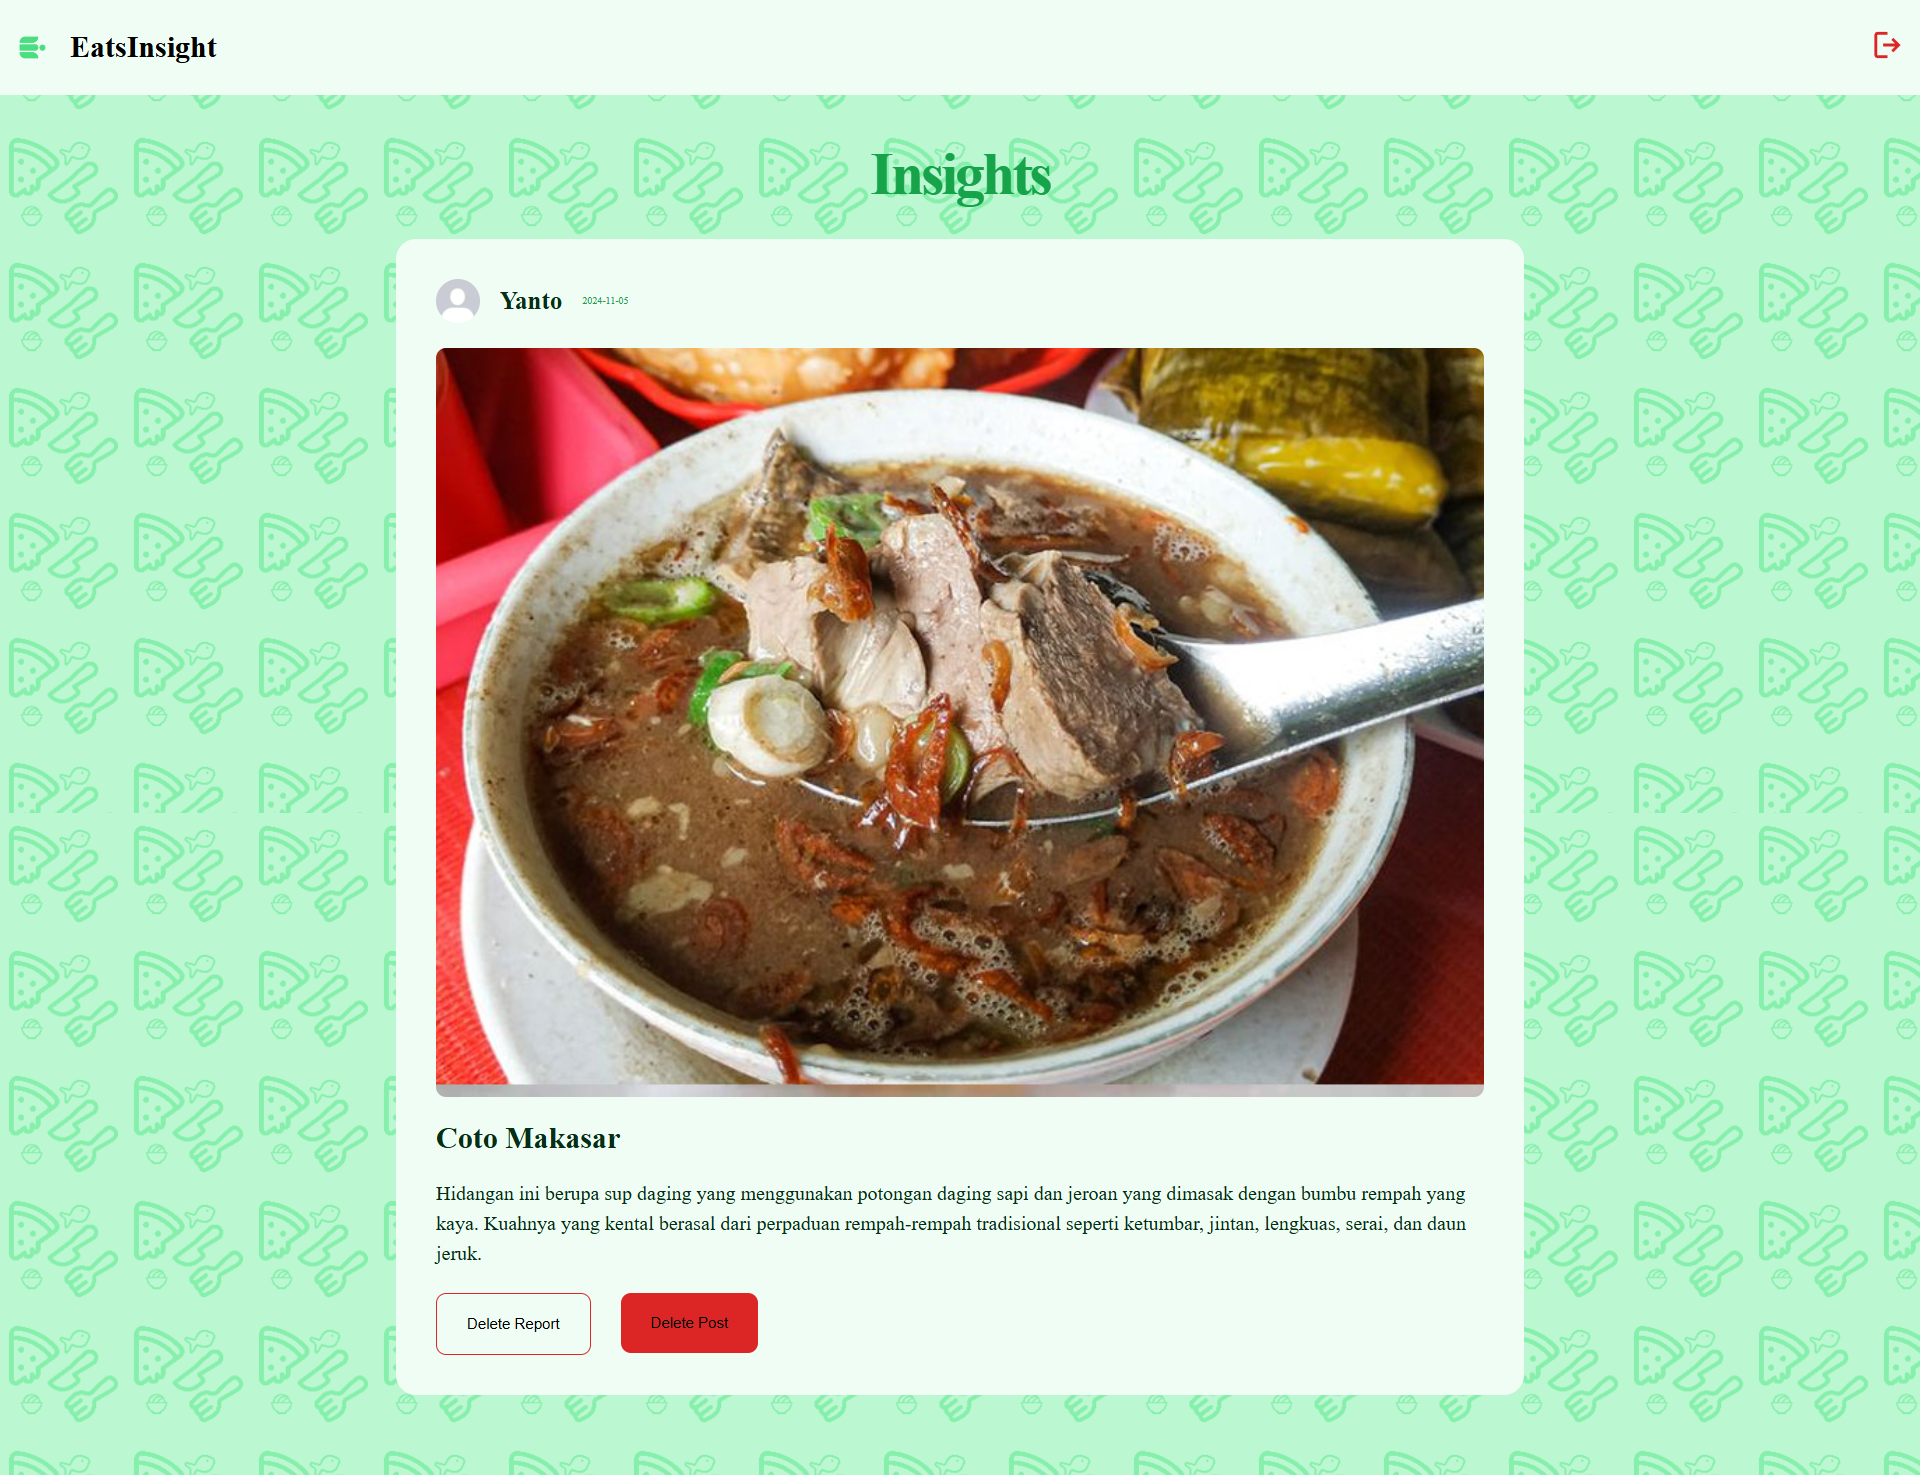 EatsInsight
Insights
Yanto 2024-11-05
Coto Makasar
Hidangan ini berupa sup daging yang menggunakan potongan daging sapi dan jeroan yang dimasak dengan bumbu rempah yang
kaya. Kuahnya yang kental berasal dari perpaduan rempah-rempah tradisional seperti ketumbar, jintan, lengkuas, serai, dan daun
jeruk.
Delete Report Delete Post